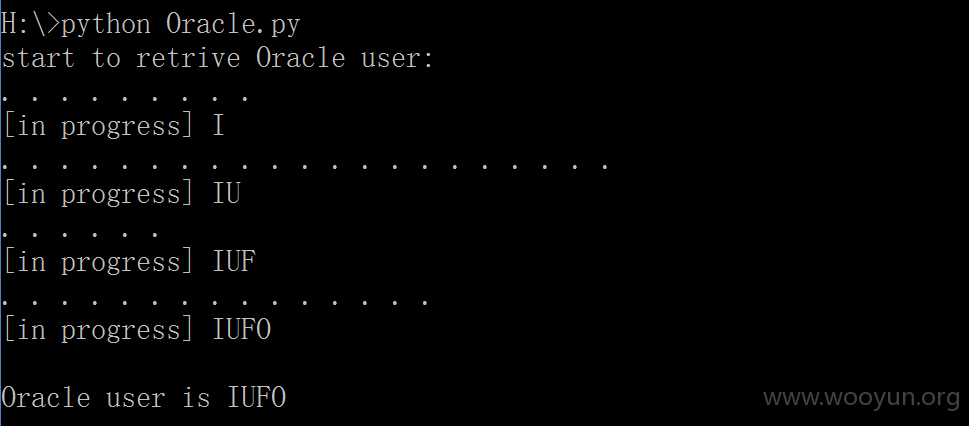 H:\>python Oracle.py
start to retrive Oracle user:
. . . . . . . . .
[in progress] I
. . . . . . . . . . . . . . . . . . . . .
[in progress] IU
. . . . . .
[in progress] IUF
. . . . . . . . . . . . . . .
[in progress] IUFO
Oracle user is IUFO
www.wooyun.org